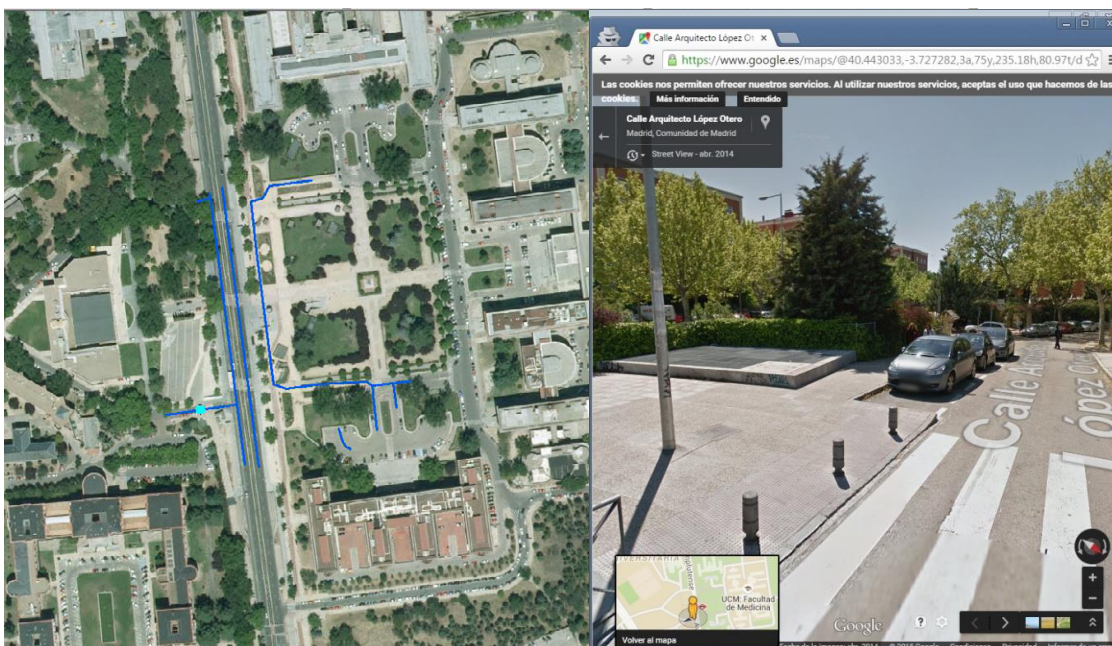 Calle Arquitecto López Ot
https://www.google.es/maps/@40.443033,-3.727282,3a,75y,235.18h,80.97t/d
Las cookies nos permiten ofrecer nuestros servicios. Al utilizar nuestros servicios, aceptas el uso que hacemos de las
cookies. Más información Entendido
Calle Arquitecto López Otero
Madrid, Comunidad de Madrid
Street View - abr. 2014
Calle
López
UCM: Facultad
de Medicina
Volver al mapa
Google